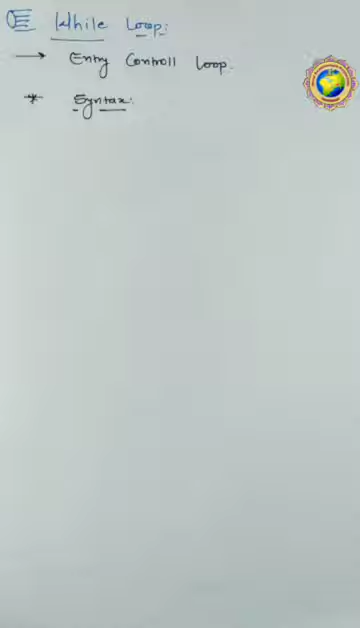 While Loop:
→ Entry Controll Loop.
* Syntax: